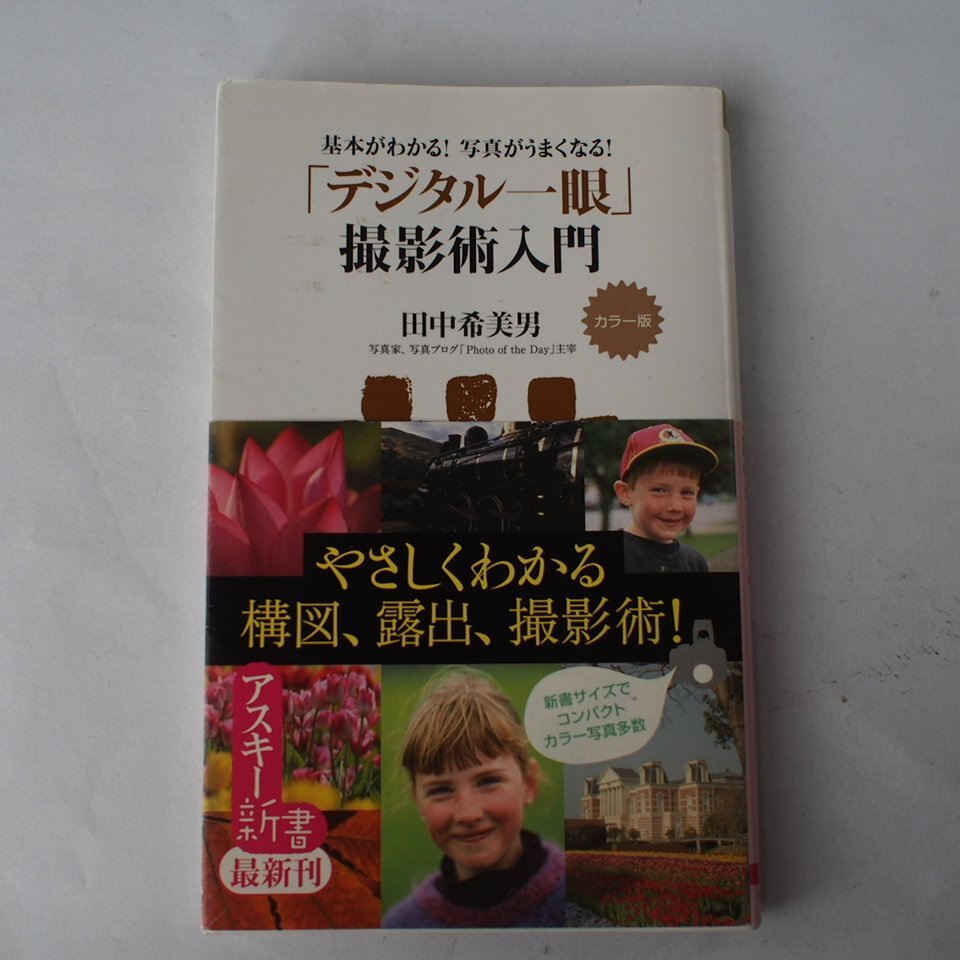 基本がわかる! 写真がうまくなる!
「デジタル一眼」
撮影術入門
田中希美男
写真家、写真ブログ「Photo of the Day」主宰
カラー版
やさしくわかる
構図、露出、撮影術!
新書サイズで
コンパクト
カラー写真多数
アスキー新書
最新刊